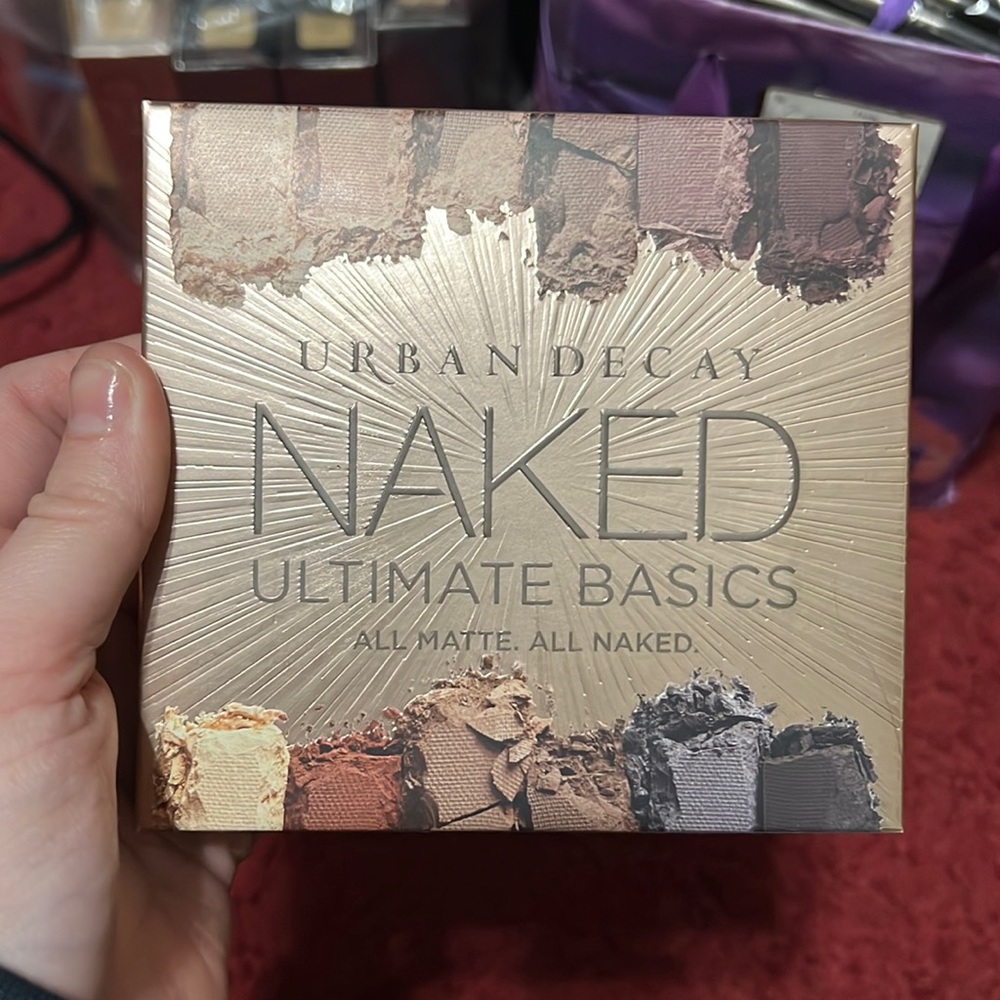 URBAN DECAY
NAKED
ULTIMATE BASICS
ALL MATTE. ALL NAKED.